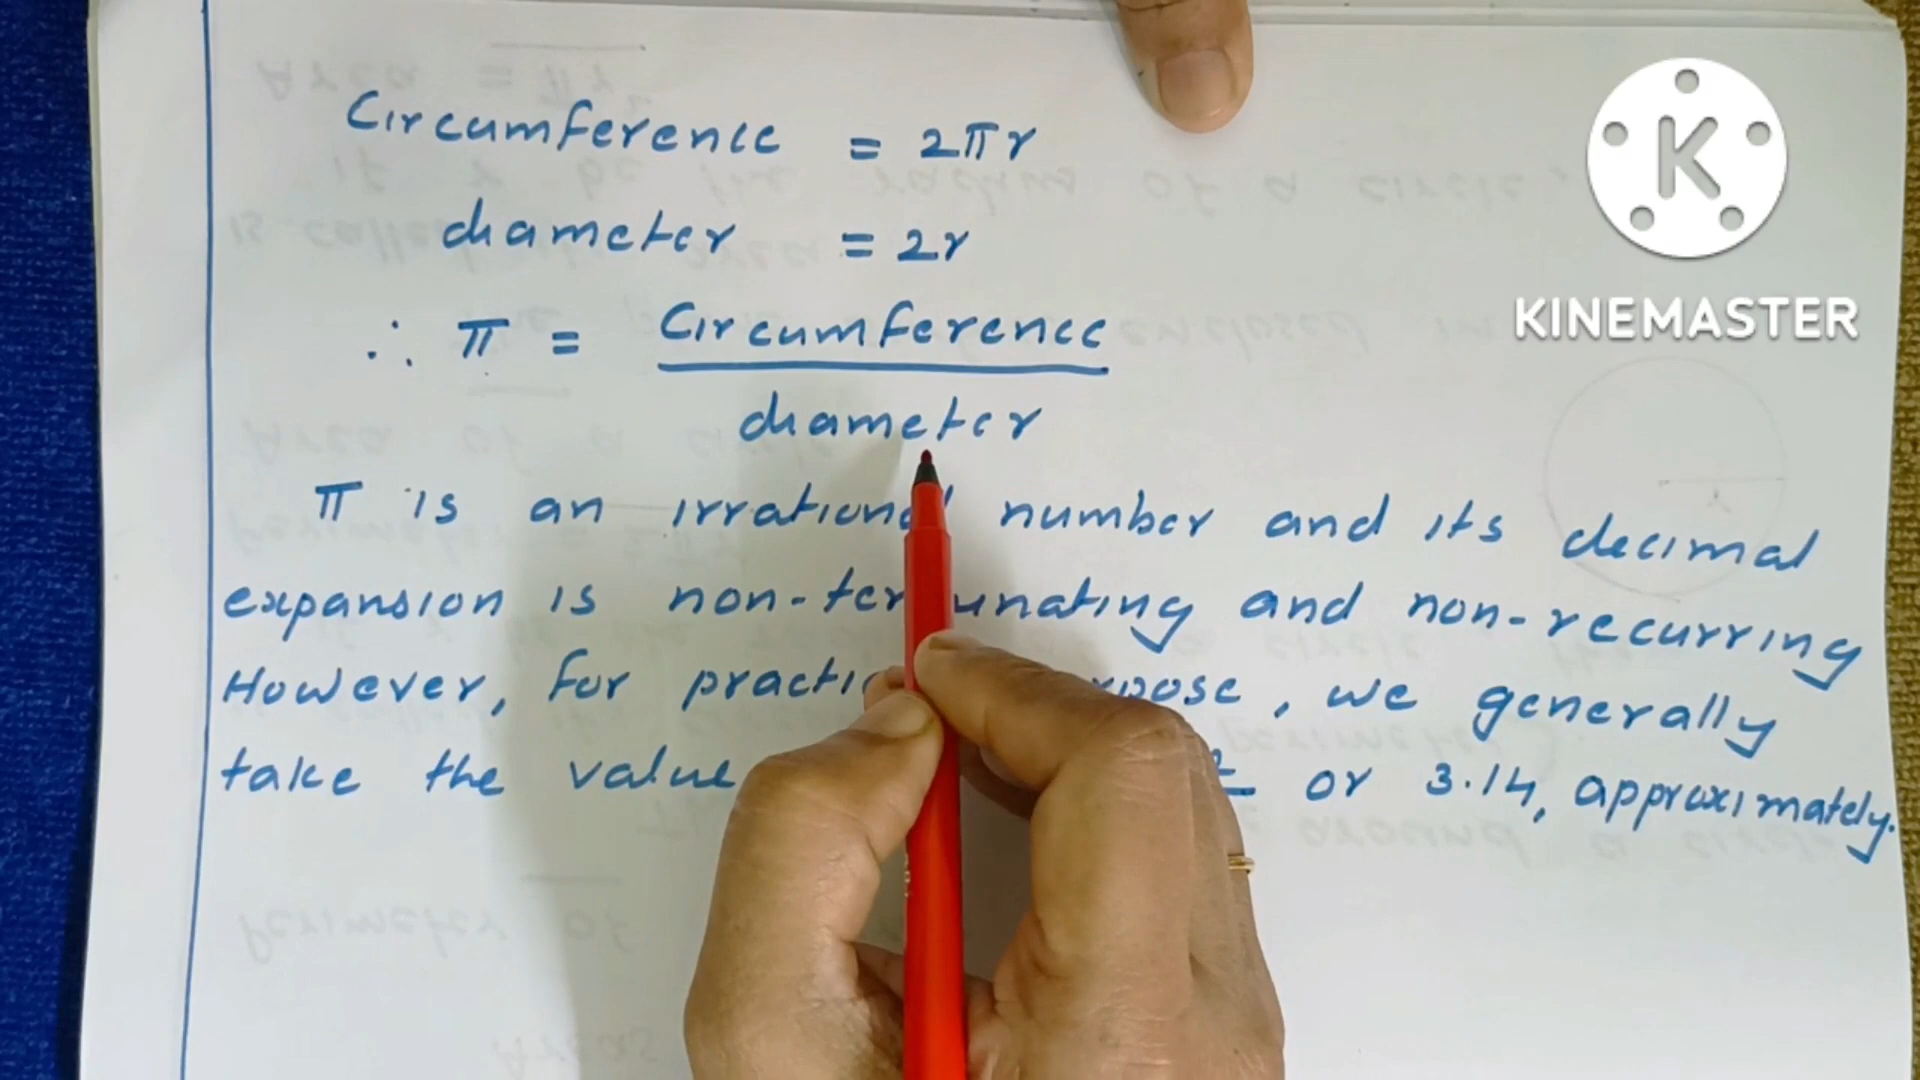 Circumference = 2πr
diameter = 2r
∴ π = Circumference
diameter
π is an irrational number and its decimal
expansion is non-terminating and non-recurring
However, for practical purpose, we generally
take the value or 3.14, approximately.
KINEMASTER